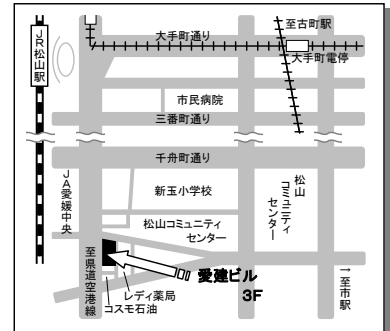 JR松山駅
大手町通り
至古町駅
大手町電停
市民病院
三番町通り
千舟町通り
JA愛媛中央
新玉小学校
松山
コミュニティ
センター
松山コミュニティ
センター
至県道空港線
愛建ビル
3F
レディ薬局
コスモ石油
→至市駅